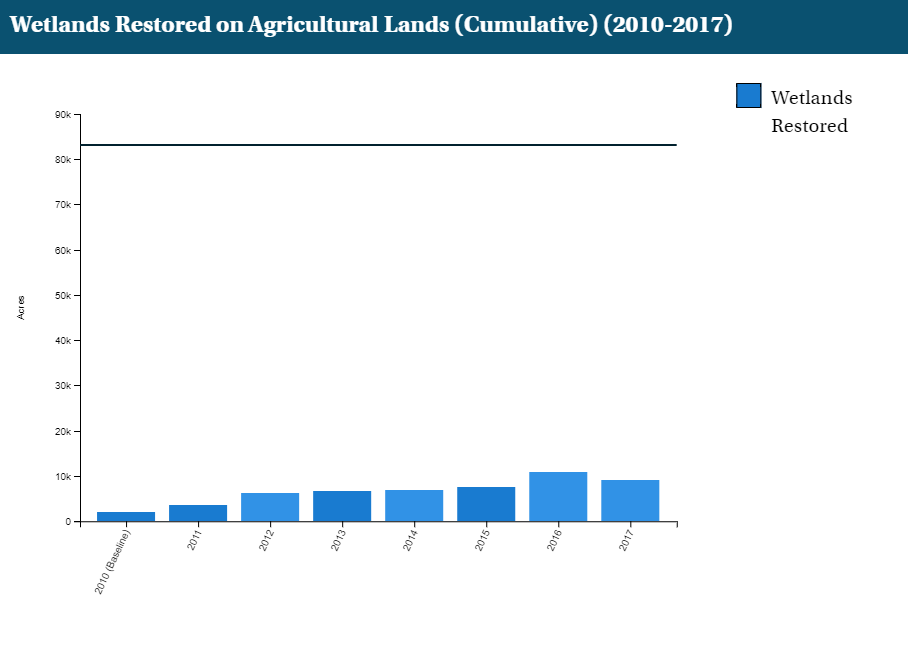 Wetlands Restored on Agricultural Lands (Cumulative) (2010-2017)
Wetlands
Restored
90k
80k
70k
60k
50k
40k
30k
20k
10k
0
Acres
2010 (Baseline)
2011
2012
2013
2014
2015
2016
2017